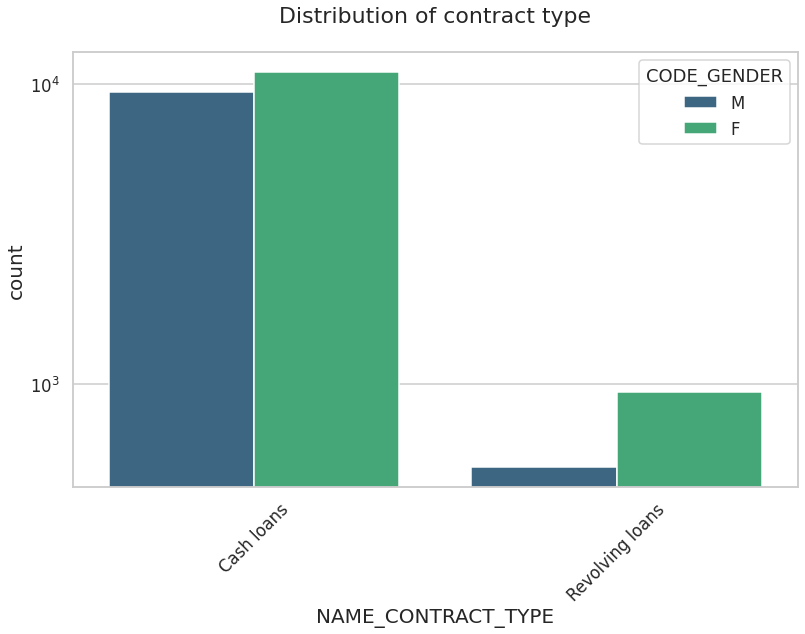 Distribution of contract type
CODE_GENDER
M
F
10⁴
10³
count
Cash loans
Revolving loans
NAME_CONTRACT_TYPE